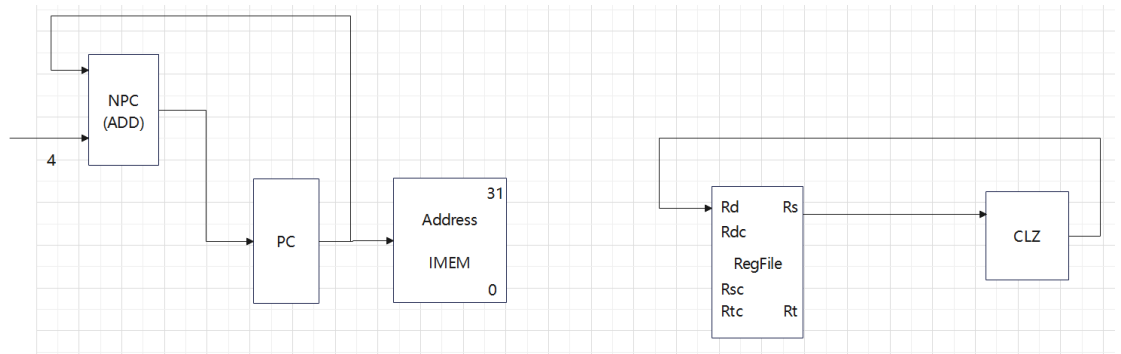 NPC
(ADD)
4
PC
31
Address
IMEM
0
Rd Rs
Rdc
RegFile
Rsc
Rtc Rt
CLZ